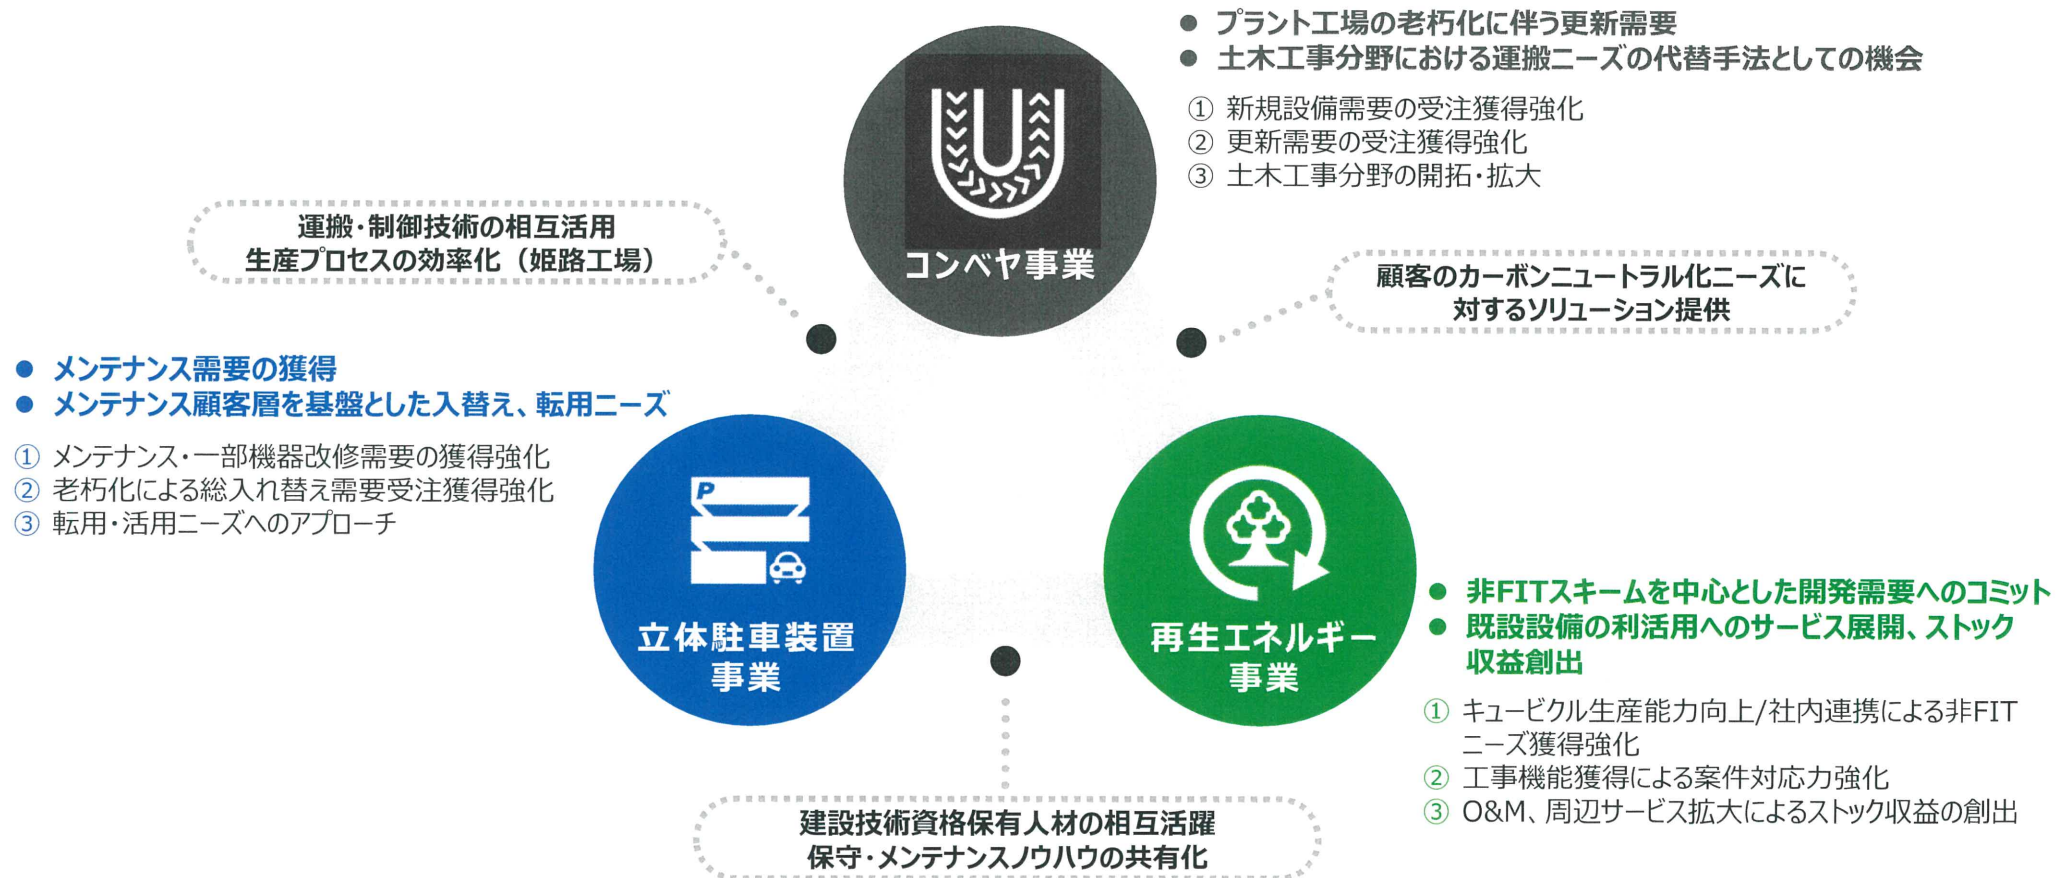 ● プラント工場の老朽化に伴う更新需要
● 土木工事分野における運搬ニーズの代替手法としての機会
① 新規設備需要の受注獲得強化
② 更新需要の受注獲得強化
③ 土木工事分野の開拓・拡大
コンベヤ事業
運搬・制御技術の相互活用
生産プロセスの効率化（姫路工場）
顧客のカーボンニュートラル化ニーズに
対するソリューション提供
● メンテナンス需要の獲得
● メンテナンス顧客層を基盤とした入替え、転用ニーズ
① メンテナンス・一部機器改修需要の獲得強化
② 老朽化による総入れ替え需要受注獲得強化
③ 転用・活用ニーズへのアプローチ
P
立体駐車装置
事業
再生エネルギー
事業
● 非FITスキームを中心とした開発需要へのコミット
● 既設設備の利活用へのサービス展開、ストック
収益創出
① キュービクル生産能力向上/社内連携による非FIT
ニーズ獲得強化
② 工事機能獲得による案件対応力強化
③ O&M、周辺サービス拡大によるストック収益の創出
建設技術資格保有人材の相互活躍
保守・メンテナンスノウハウの共有化